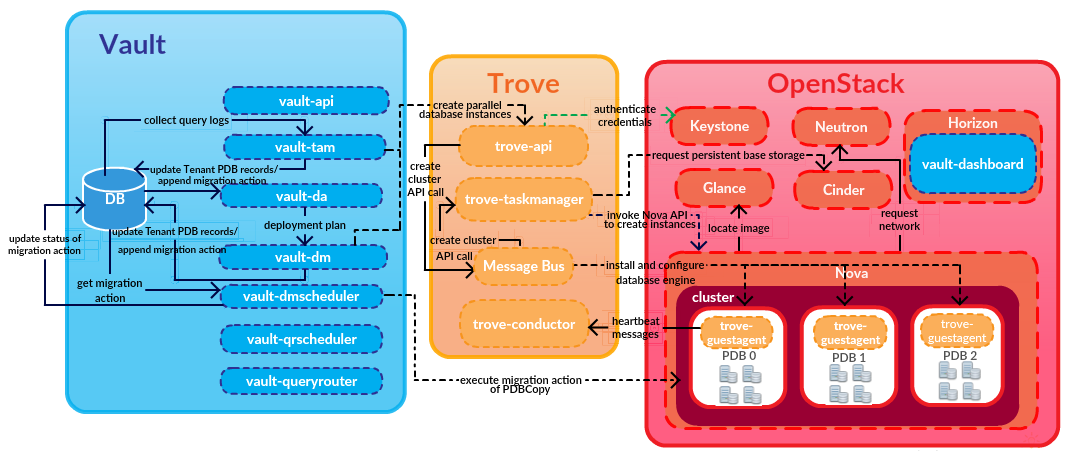 Vault
vault-api
collect query logs
vault-tam
update Tenant PDB records/
append migration action
DB
vault-da
deployment plan
update Tenant PDB records/
append migration action
vault-dm
update status of
migration action
get migration
action
vault-dmscheduler
vault-qrscheduler
vault-queryrouter
Trove
create parallel
database instances
trove-api
create
cluster
API call
trove-taskmanager
create cluster
API call
Message Bus
trove-conductor
authenticate
credentials
request persistent base storage
invoke Nova API
to create instances
install and configure
database engine
heartbeat
messages
execute migration action
of PDBCopy
OpenStack
Keystone
Neutron
Horizon
vault-dashboard
Glance
Cinder
locate image
request
network
Nova
cluster
trove-
guestagent
PDB 0
trove-
guestagent
PDB 1
trove-
guestagent
PDB 2